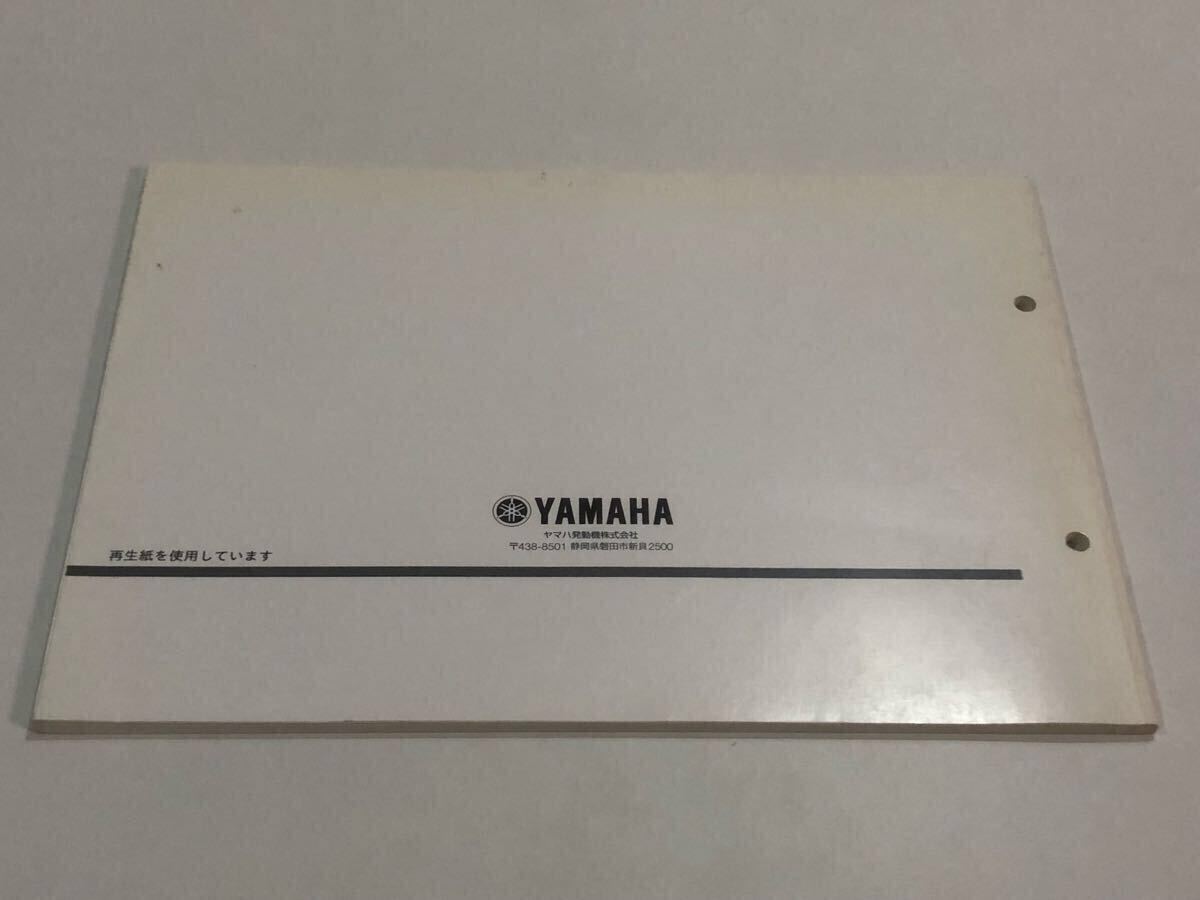 YAMAHA
ヤマハ発動機株式会社
〒438-8501 静岡県磐田市新貝2500
再生紙を使用しています